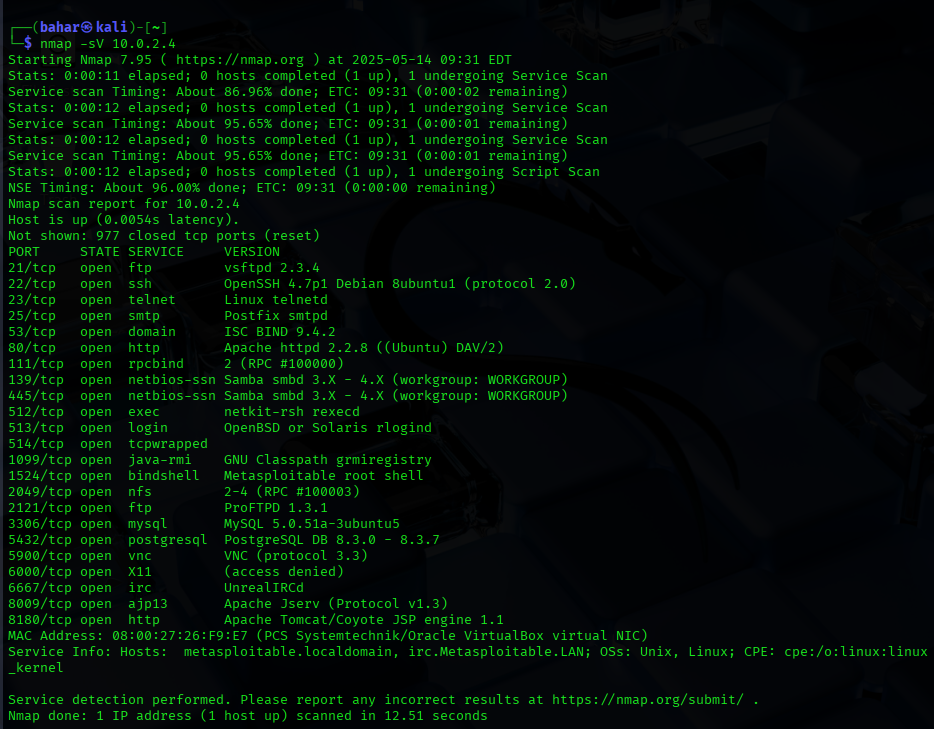 ┌──(bahar㉿kali)-[~]
└─$ nmap -sV 10.0.2.4
Starting Nmap 7.95 ( https://nmap.org ) at 2025-05-14 09:31 EDT
Stats: 0:00:11 elapsed; 0 hosts completed (1 up), 1 undergoing Service Scan
Service scan Timing: About 86.96% done; ETC: 09:31 (0:00:02 remaining)
Stats: 0:00:12 elapsed; 0 hosts completed (1 up), 1 undergoing Service Scan
Service scan Timing: About 95.65% done; ETC: 09:31 (0:00:01 remaining)
Stats: 0:00:12 elapsed; 0 hosts completed (1 up), 1 undergoing Service Scan
Service scan Timing: About 95.65% done; ETC: 09:31 (0:00:01 remaining)
Stats: 0:00:12 elapsed; 0 hosts completed (1 up), 1 undergoing Script Scan
NSE Timing: About 96.00% done; ETC: 09:31 (0:00:00 remaining)
Nmap scan report for 10.0.2.4
Host is up (0.0054s latency).
Not shown: 977 closed tcp ports (reset)
PORT     STATE SERVICE     VERSION
21/tcp   open  ftp         vsftpd 2.3.4
22/tcp   open  ssh         OpenSSH 4.7p1 Debian 8ubuntu1 (protocol 2.0)
23/tcp   open  telnet      Linux telnetd
25/tcp   open  smtp        Postfix smtpd
53/tcp   open  domain      ISC BIND 9.4.2
80/tcp   open  http        Apache httpd 2.2.8 ((Ubuntu) DAV/2)
111/tcp  open  rpcbind     2 (RPC #100000)
139/tcp  open  netbios-ssn Samba smbd 3.X - 4.X (workgroup: WORKGROUP)
445/tcp  open  netbios-ssn Samba smbd 3.X - 4.X (workgroup: WORKGROUP)
512/tcp  open  exec        netkit-rsh rexecd
513/tcp  open  login       OpenBSD or Solaris rlogind
514/tcp  open  tcpwrapped
1099/tcp open  java-rmi    GNU Classpath grmiregistry
1524/tcp open  bindshell   Metasploitable root shell
2049/tcp open  nfs         2-4 (RPC #100003)
2121/tcp open  ftp         ProFTPD 1.3.1
3306/tcp open  mysql       MySQL 5.0.51a-3ubuntu5
5432/tcp open  postgresql  PostgreSQL DB 8.3.0 - 8.3.7
5900/tcp open  vnc         VNC (protocol 3.3)
6000/tcp open  X11         (access denied)
6667/tcp open  irc         UnrealIRCd
8009/tcp open  ajp13       Apache Jserv (Protocol v1.3)
8180/tcp open  http        Apache Tomcat/Coyote JSP engine 1.1
MAC Address: 08:00:27:26:F9:E7 (PCS Systemtechnik/Oracle VirtualBox virtual NIC)
Service Info: Hosts:  metasploitable.localdomain, irc.Metasploitable.LAN; OSs: Unix, Linux; CPE: cpe:/o:linux:linux
_kernel

Service detection performed. Please report any incorrect results at https://nmap.org/submit/ .
Nmap done: 1 IP address (1 host up) scanned in 12.51 seconds